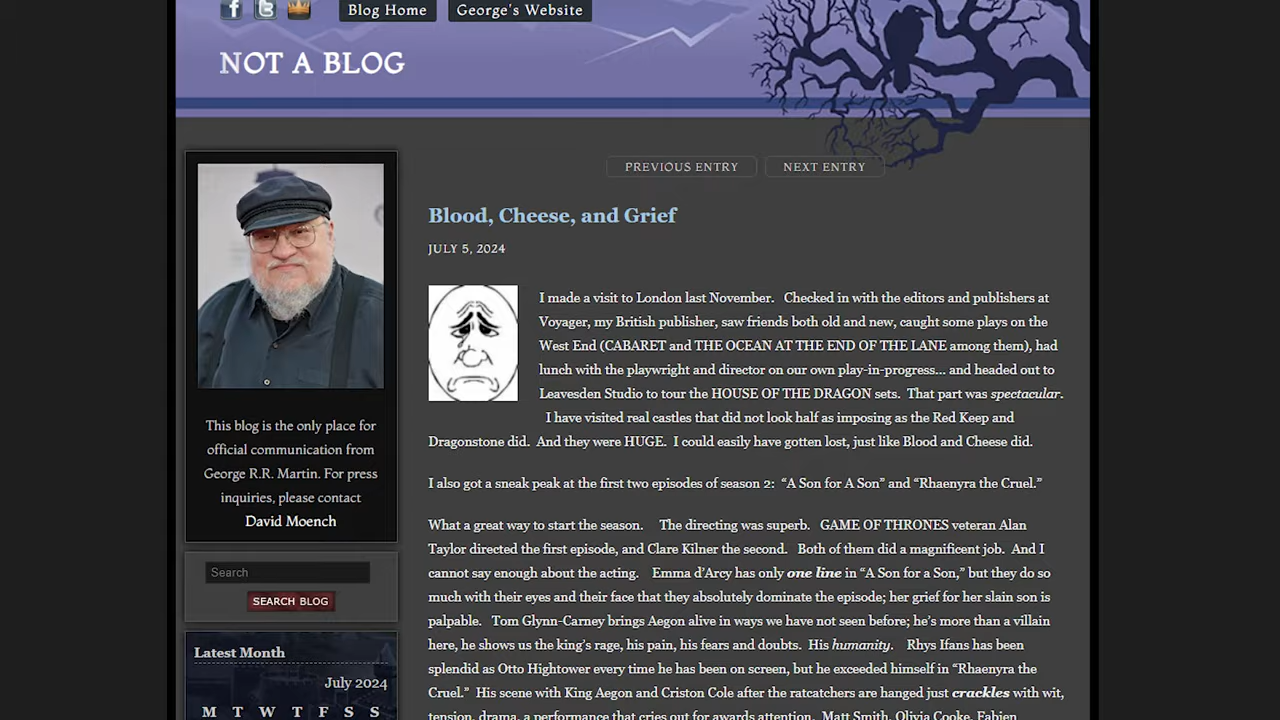 Blog Home
George's Website
NOT A BLOG
PREVIOUS ENTRY
NEXT ENTRY
Blood, Cheese, and Grief
JULY 5, 2024
I made a visit to London last November. Checked in with the editors and publishers at
Voyager, my British publisher, saw friends both old and new, caught some plays on the
West End (CABARET and THE OCEAN AT THE END OF THE LANE among them), had
lunch with the playwright and director on our own play-in-progress... and headed out to
Leavesden Studio to tour the HOUSE OF THE DRAGON sets. That part was spectacular.
I have visited real castles that did not look half as imposing as the Red Keep and
Dragonstone did. And they were HUGE. I could easily have gotten lost, just like Blood and Cheese did.
I also got a sneak peak at the first two episodes of season 2: “A Son for A Son” and “Rhaenyra the Cruel.”
What a great way to start the season. The directing was superb. GAME OF THRONES veteran Alan
Taylor directed the first episode, and Clare Kilner the second. Both of them did a magnificent job. And I
cannot say enough about the acting. Emma d’Arcy has only one line in “A Son for a Son,” but they do so
much with their eyes and their face that they absolutely dominate the episode; her grief for her slain son is
palpable. Tom Glynn-Carney brings Aegon alive in ways we have not seen before; he’s more than a villain
here, he shows us the king’s rage, his pain, his fears and doubts. His humanity. Rhys Ifans has been
splendid as Otto Hightower every time he has been on screen, but he exceeded himself in “Rhaenyra the
Cruel.” His scene with King Aegon and Criston Cole after the ratcatchers are hanged just crackles with wit,
tension, drama, a performance that cries out for awards attention. Matt Smith, Olivia Cooke, Fabien
This blog is the only place for
official communication from
George R.R. Martin. For press
inquiries, please contact
David Moench
Search
SEARCH BLOG
Latest Month
July 2024
M T W T F S S